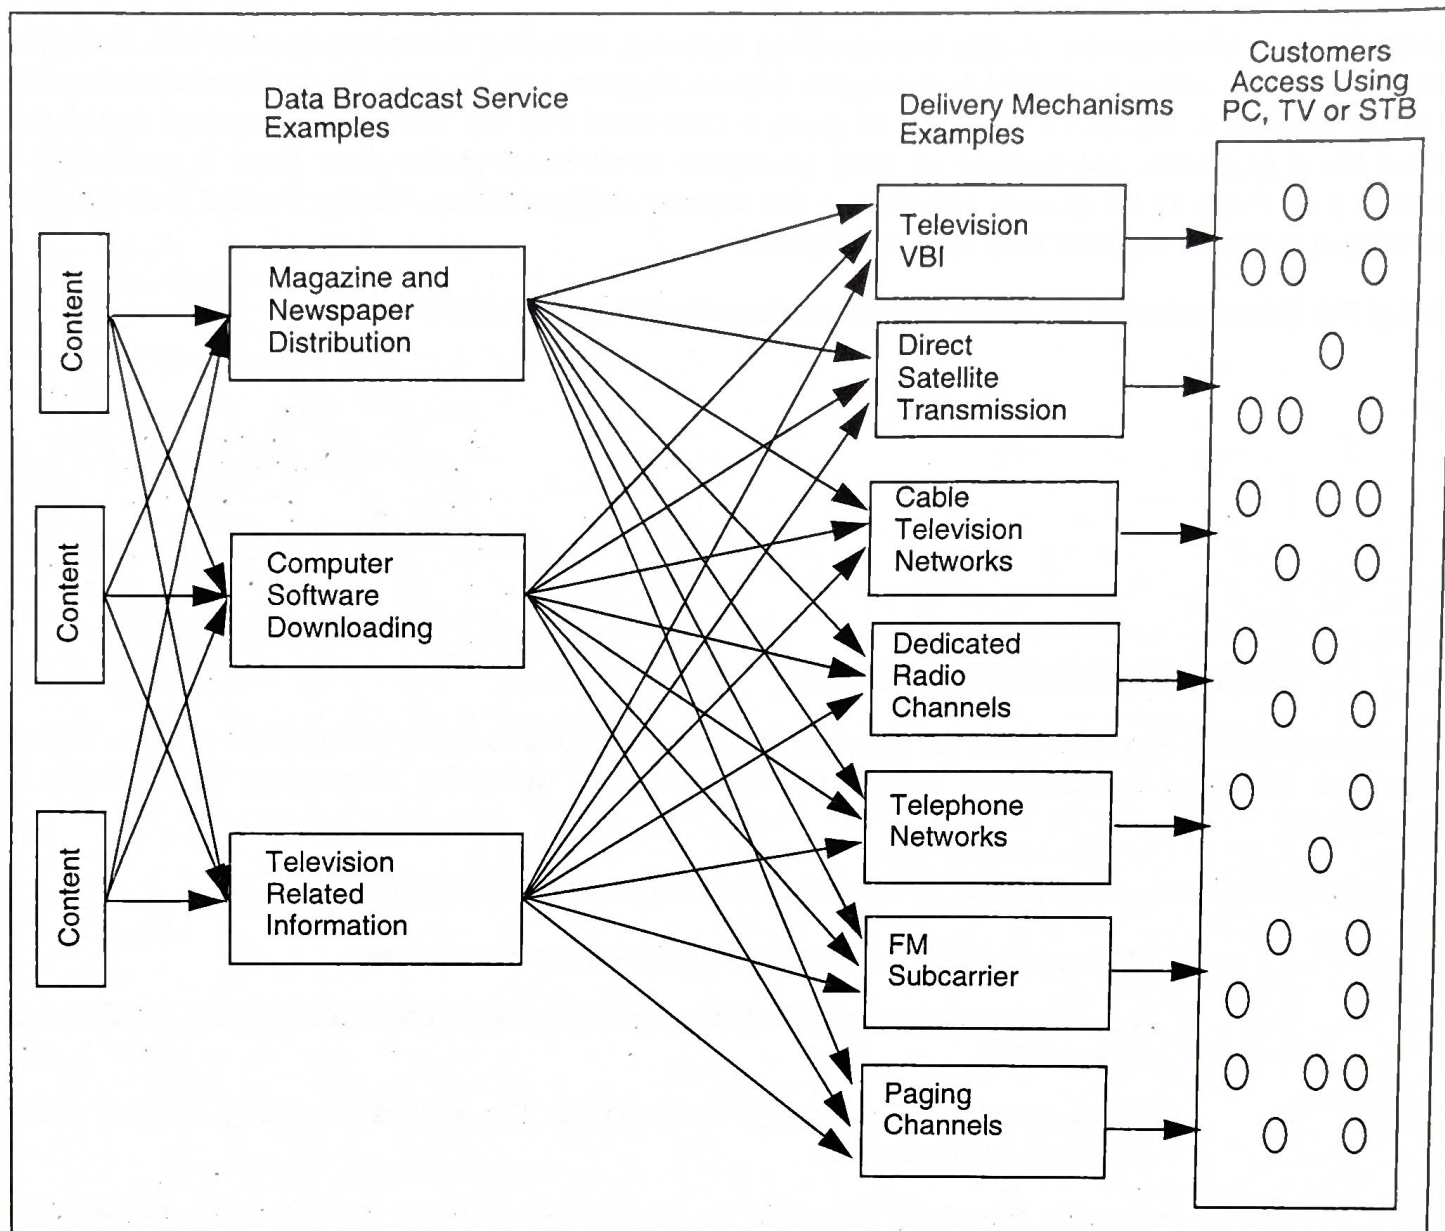 Customers
Access Using
PC, TV or STB
Data Broadcast Service
Examples
Delivery Mechanisms
Examples
Content
Content
Content
Magazine and
Newspaper
Distribution
Computer
Software
Downloading
Television
Related
Information
Television
VBI
Direct
Satellite
Transmission
Cable
Television
Networks
Dedicated
Radio
Channels
Telephone
Networks
FM
Subcarrier
Paging
Channels